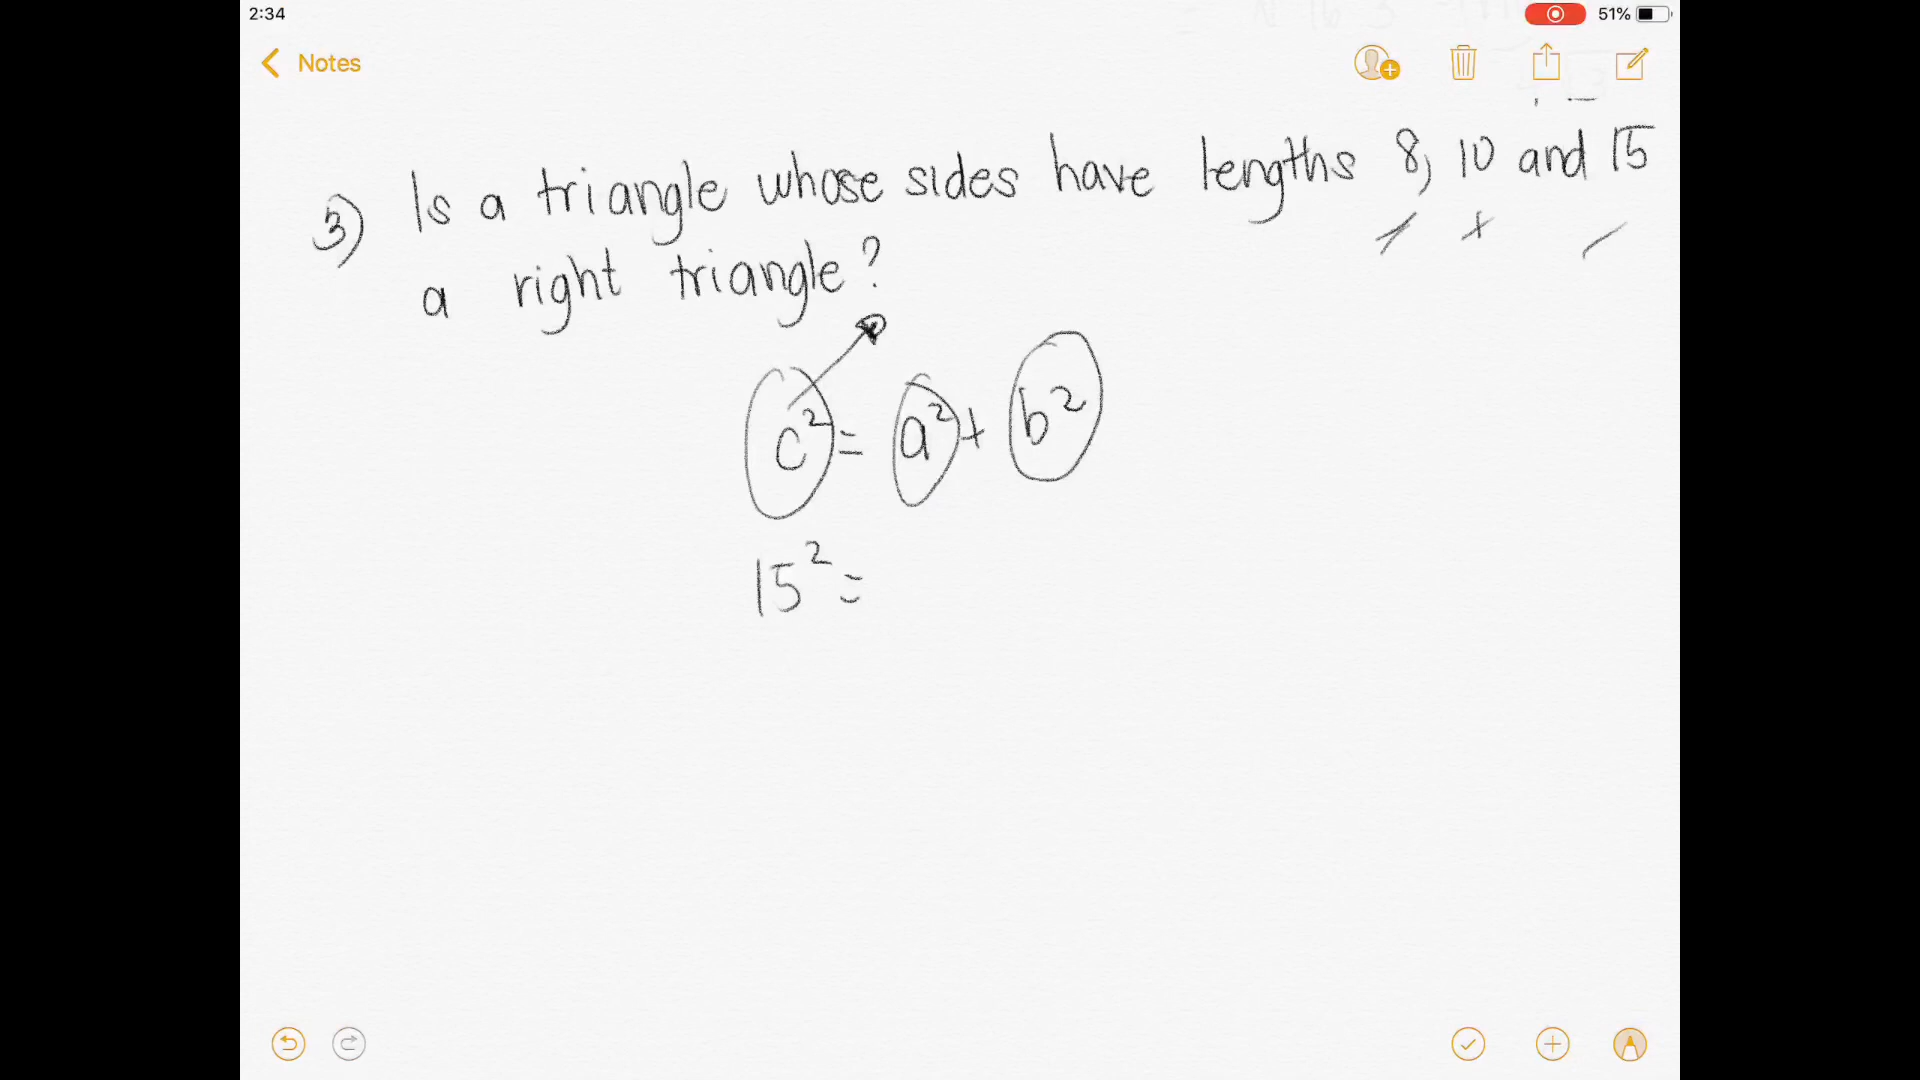 2:34
51%
Notes
3) Is a triangle whose sides have lengths 8, 10 and 15
a right triangle?
c² = a² + b²
15² =